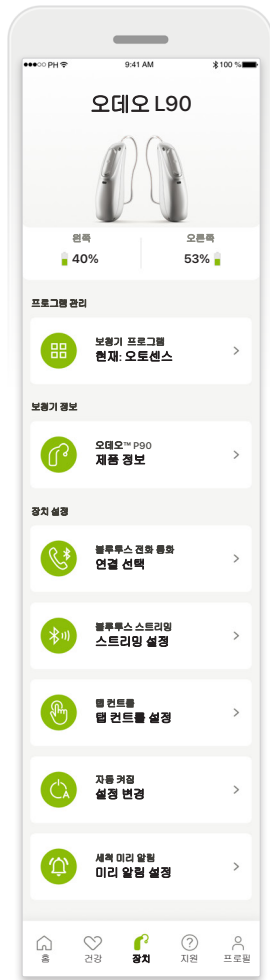 PH 9:41 AM 100 %
오데오 L90
왼쪽 오른쪽
40% 53%
프로그램 관리
보청기 프로그램
현재: 오토센스
보청기 정보
오데오™ P90
제품 정보
장치 설정
블루투스 전화 통화
연결 선택
블루투스 스트리밍
스트리밍 설정
탭 컨트롤
탭 컨트롤 설정
자동 켜짐
설정 변경
세척 미리 알림
미리 알림 설정
홈 건강 장치 지원 프로필